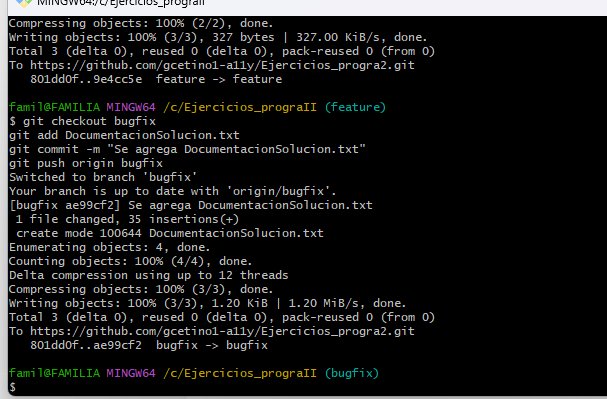 MINGW64:/c/Ejercicios_prograII
Compressing objects: 100% (2/2), done.
Writing objects: 100% (3/3), 327 bytes | 327.00 KiB/s, done.
Total 3 (delta 0), reused 0 (delta 0), pack-reused 0 (from 0)
To https://github.com/gcetino1-a11y/Ejercicios_progra2.git
   801dd0f..9e4cc5e  feature -> feature

famil@FAMILIA MINGW64 /c/Ejercicios_prograII (feature)
$ git checkout bugfix
git add DocumentacionSolucion.txt
git commit -m "Se agrega DocumentacionSolucion.txt"
git push origin bugfix
Switched to branch 'bugfix'
Your branch is up to date with 'origin/bugfix'.
[bugfix ae99cf2] Se agrega DocumentacionSolucion.txt
 1 file changed, 35 insertions(+)
 create mode 100644 DocumentacionSolucion.txt
Enumerating objects: 4, done.
Counting objects: 100% (4/4), done.
Delta compression using up to 12 threads
Compressing objects: 100% (3/3), done.
Writing objects: 100% (3/3), 1.20 KiB | 1.20 MiB/s, done.
Total 3 (delta 0), reused 0 (delta 0), pack-reused 0 (from 0)
To https://github.com/gcetino1-a11y/Ejercicios_progra2.git
   801dd0f..ae99cf2  bugfix -> bugfix

famil@FAMILIA MINGW64 /c/Ejercicios_prograII (bugfix)
$